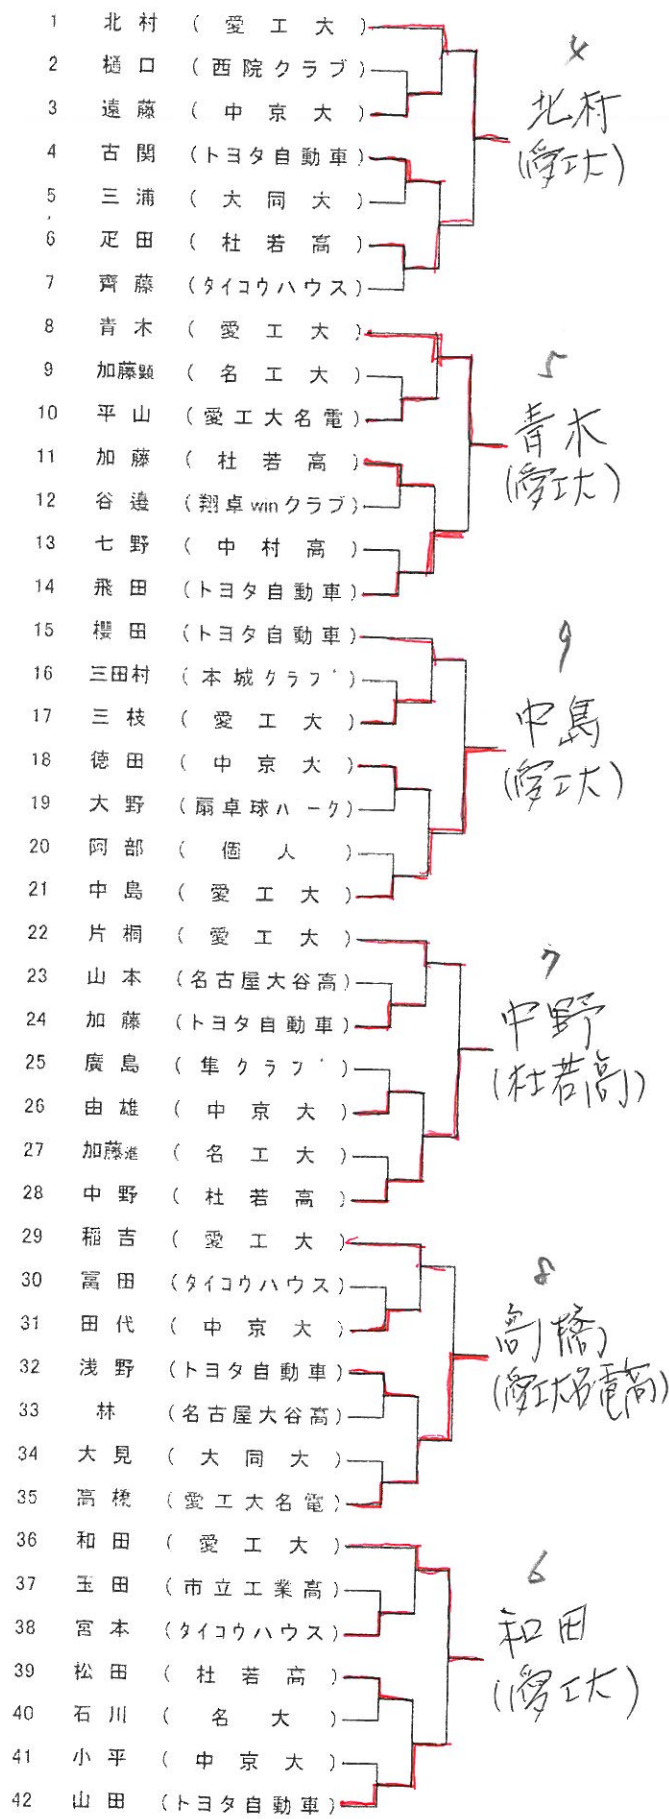 1 北村 (愛工大)
2 樋口 (西院クラブ)
3 遠藤 (中京大)
4 古関 (トヨタ自動車)
5 三浦 (大同大)
6 疋田 (杜若高)
7 齊藤 (タイコウハウス)
4
北村
(愛工大)
8 青木 (愛工大)
9 加藤顕 (名工大)
10 平山 (愛工大名電)
11 加藤 (杜若高)
12 谷邉 (翔卓winクラブ)
13 七野 (中村高)
14 飛田 (トヨタ自動車)
5
青木
(愛工大)
15 櫻田 (トヨタ自動車)
16 三田村 (本城クラブ)
17 三枝 (愛工大)
18 徳田 (中京大)
19 大野 (扇卓球パーク)
20 阿部 (個人)
21 中島 (愛工大)
9
中島
(愛工大)
22 片桐 (愛工大)
23 山本 (名古屋大谷高)
24 加藤 (トヨタ自動車)
25 廣島 (隼クラブ)
26 由雄 (中京大)
27 加藤進 (名工大)
28 中野 (杜若高)
7
中野
(杜若高)
29 稲吉 (愛工大)
30 冨田 (タイコウハウス)
31 田代 (中京大)
32 浅野 (トヨタ自動車)
33 林 (名古屋大谷高)
34 大見 (大同大)
35 高橋 (愛工大名電)
8
高橋
(愛工大名電高)
36 和田 (愛工大)
37 玉田 (市立工業高)
38 宮本 (タイコウハウス)
39 松田 (杜若高)
40 石川 (名大)
41 小平 (中京大)
42 山田 (トヨタ自動車)
6
和田
(愛工大)